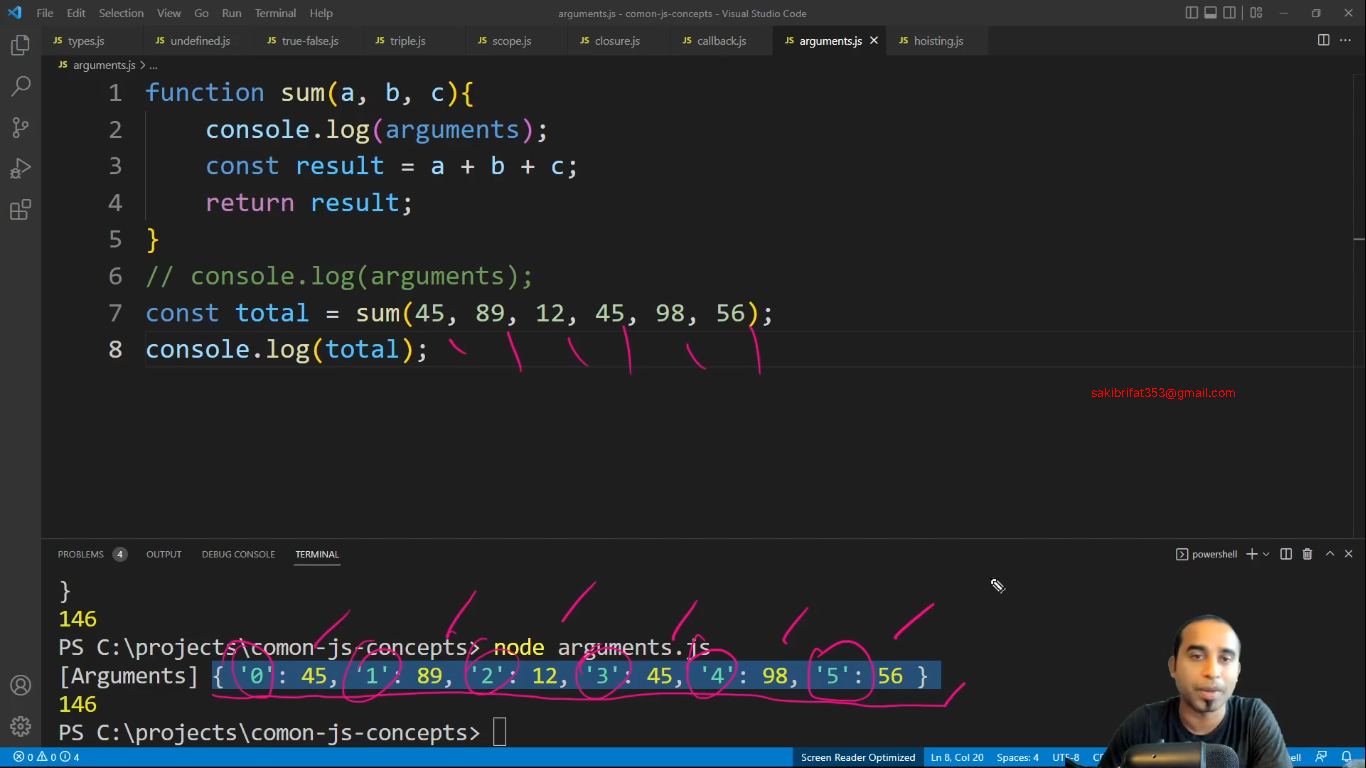 File Edit Selection View Go Run Terminal Help arguments.js - comon-js-concepts - Visual Studio Code
JS types.js JS undefined.js JS true-false.js JS triple.js JS scope.js JS closure.js JS callback.js JS arguments.js JS hoisting.js
JS arguments.js > ...
1 function sum(a, b, c){
2 console.log(arguments);
3 const result = a + b + c;
4 return result;
5 }
6 // console.log(arguments);
7 const total = sum(45, 89, 12, 45, 98, 56);
8 console.log(total);
sakibrifat353@gmail.com
PROBLEMS 4 OUTPUT DEBUG CONSOLE TERMINAL powershell
}
146
PS C:\projects\comon-js-concepts> node arguments.js
[Arguments] { '0': 45, '1': 89, '2': 12, '3': 45, '4': 98, '5': 56 }
146
PS C:\projects\comon-js-concepts>
0 0 4 Screen Reader Optimized Ln 8, Col 20 Spaces: 4 UTF-8